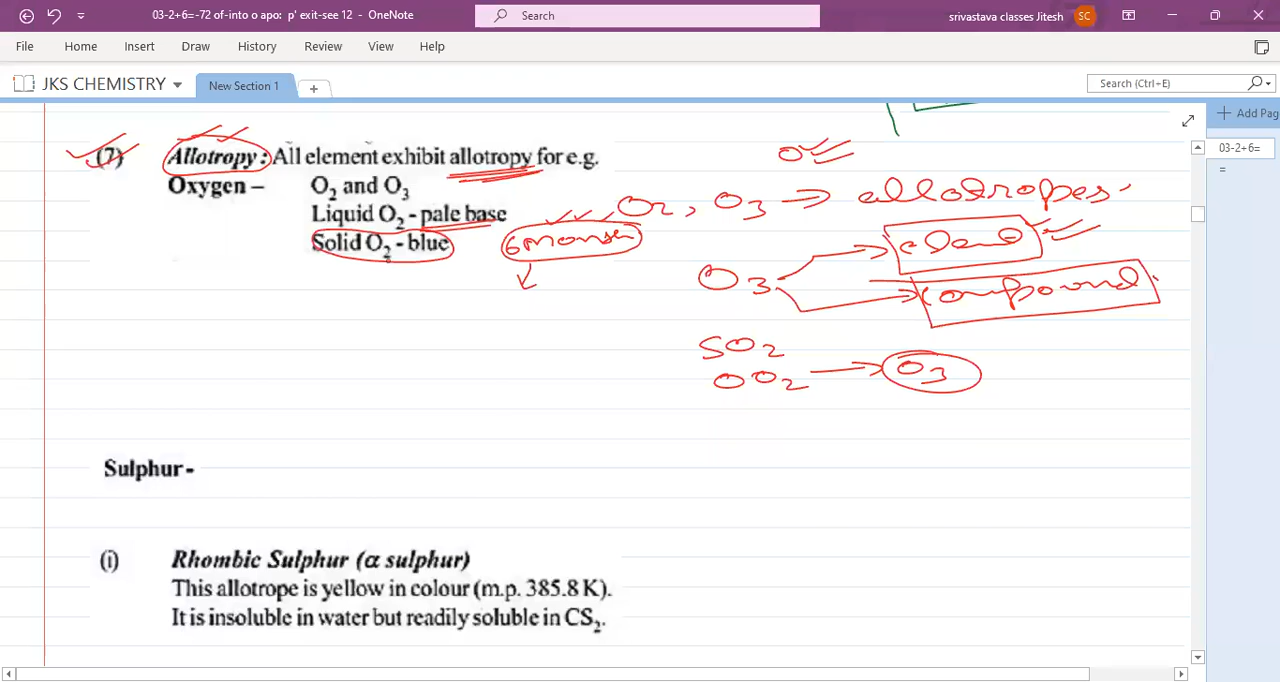 03-2+6=-72 of-into o apo: p' exit-see 12 - OneNote
Search
srivastava classes Jitesh
SC
File Home Insert Draw History Review View Help
JKS CHEMISTRY
New Section 1
+
Search (Ctrl+E)
Add Pag
03-2+6=
=
(7) Allotropy : All element exhibit allotropy for e.g.
Oxygen – O2 and O3
Liquid O2 - pale base
Solid O2 - blue
O
O2, O3 → allotropes
O3
compound
SO2
OO2 → O3
Sulphur -
(i) Rhombic Sulphur (α sulphur)
This allotrope is yellow in colour (m.p. 385.8 K).
It is insoluble in water but readily soluble in CS2.